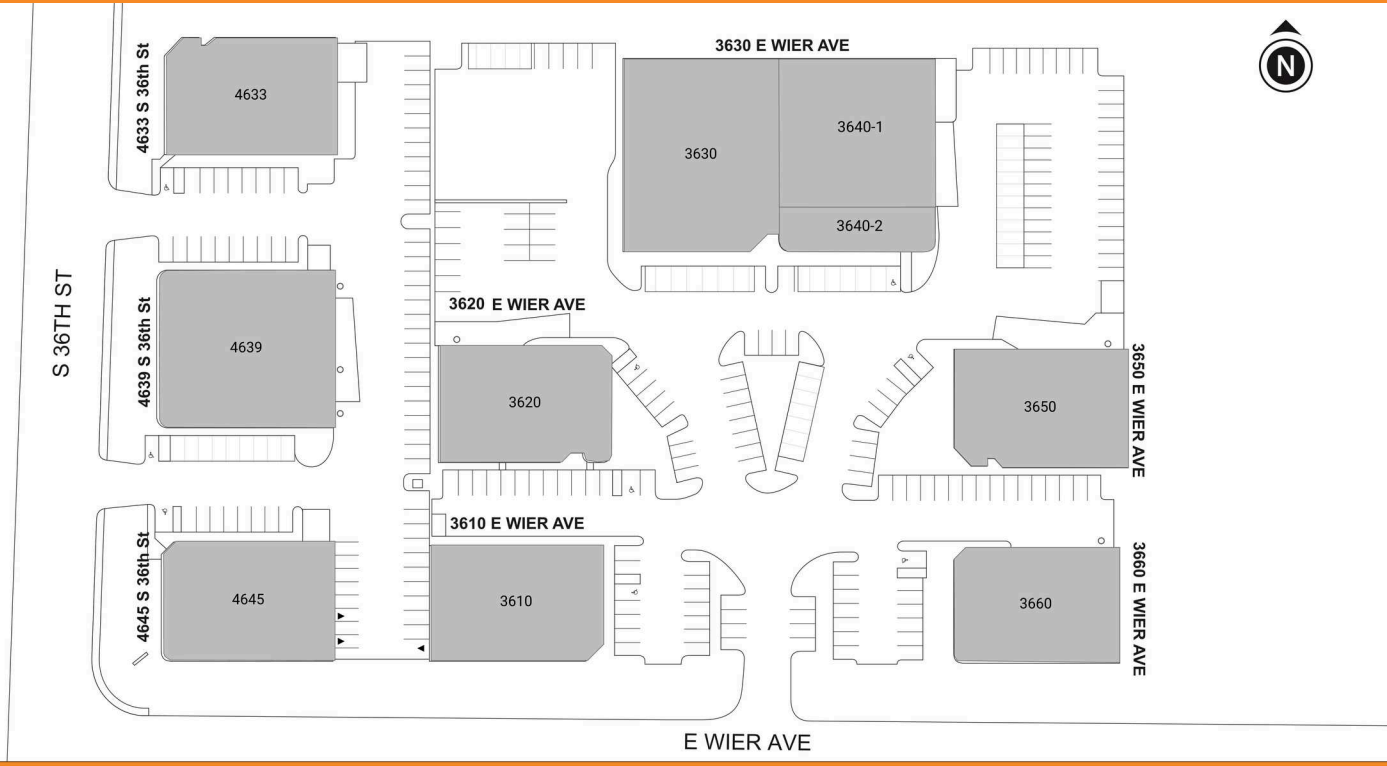 3630 E WIER AVE
N
4633 S 36th St
4633
3640-1
3630
3640-2
S 36TH ST
4639 S 36th St
4639
3620 E WIER AVE
3620
3650
3650 E WIER AVE
3610 E WIER AVE
4645 S 36th St
4645
3610
3660
3660 E WIER AVE
E WIER AVE